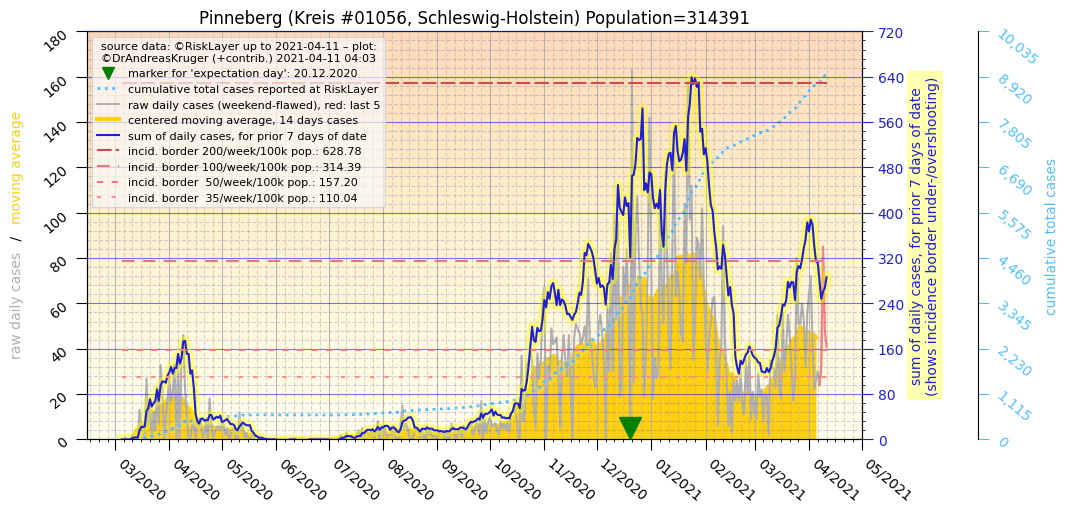 Pinneberg (Kreis #01056, Schleswig-Holstein) Population=314391
source data: ©RiskLayer up to 2021-04-11 – plot:
©DrAndreasKruger (+contrib.) 2021-04-11 04:03
marker for 'expectation day': 20.12.2020
cumulative total cases reported at RiskLayer
raw daily cases (weekend-flawed), red: last 5
centered moving average, 14 days cases
sum of daily cases, for prior 7 days of date
incid. border 200/week/100k pop.: 628.78
incid. border 100/week/100k pop.: 314.39
incid. border  50/week/100k pop.: 157.20
incid. border  35/week/100k pop.: 110.04
raw daily cases / moving average
180
160
140
120
100
80
60
40
20
0
03/2020
04/2020
05/2020
06/2020
07/2020
08/2020
09/2020
10/2020
11/2020
12/2020
01/2021
02/2021
03/2021
04/2021
05/2021
720
640
560
480
400
320
240
160
80
0
sum of daily cases, for prior 7 days of date
(shows incidence border under-/overshooting)
10,035
8,920
7,805
6,690
5,575
4,460
3,345
2,230
1,115
0
cumulative total cases